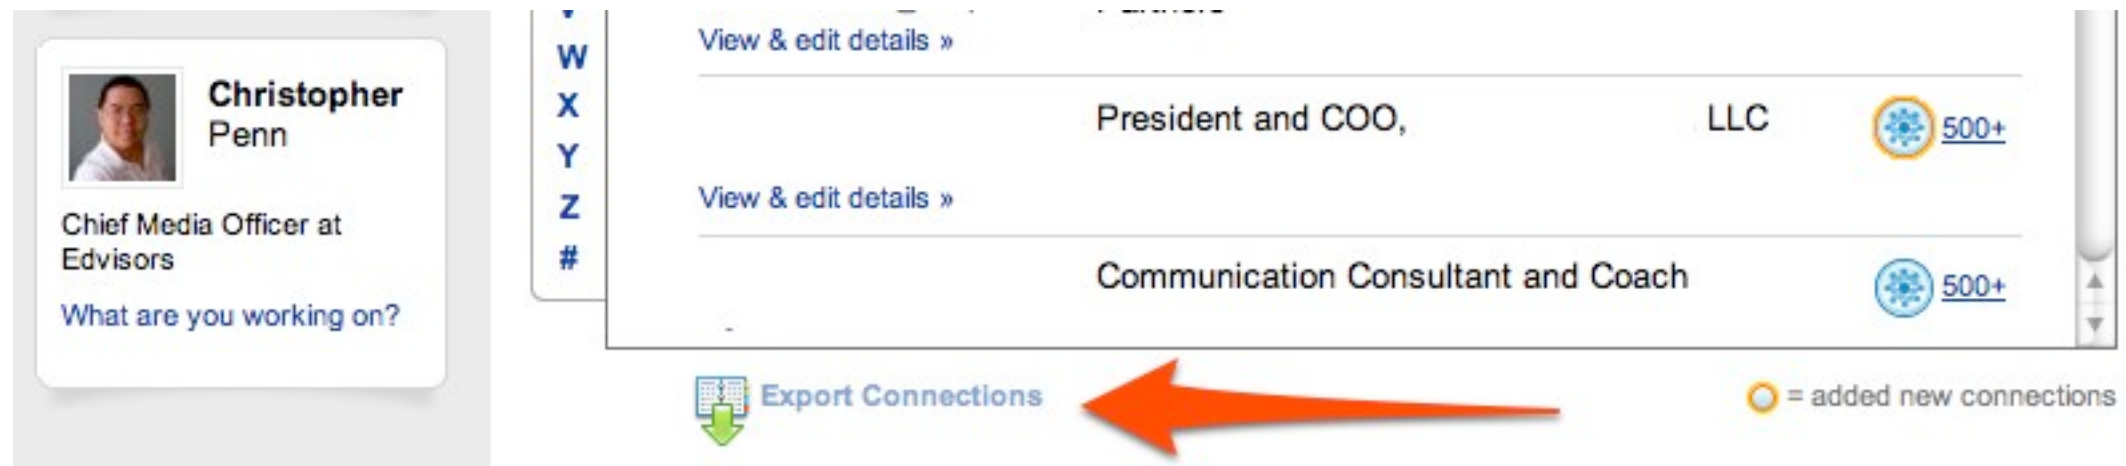 Christopher
Penn
Chief Media Officer at
Edvisors
What are you working on?
W
X
Y
Z
#
View & edit details »
President and COO, LLC
500+
View & edit details »
Communication Consultant and Coach
500+
Export Connections
= added new connections